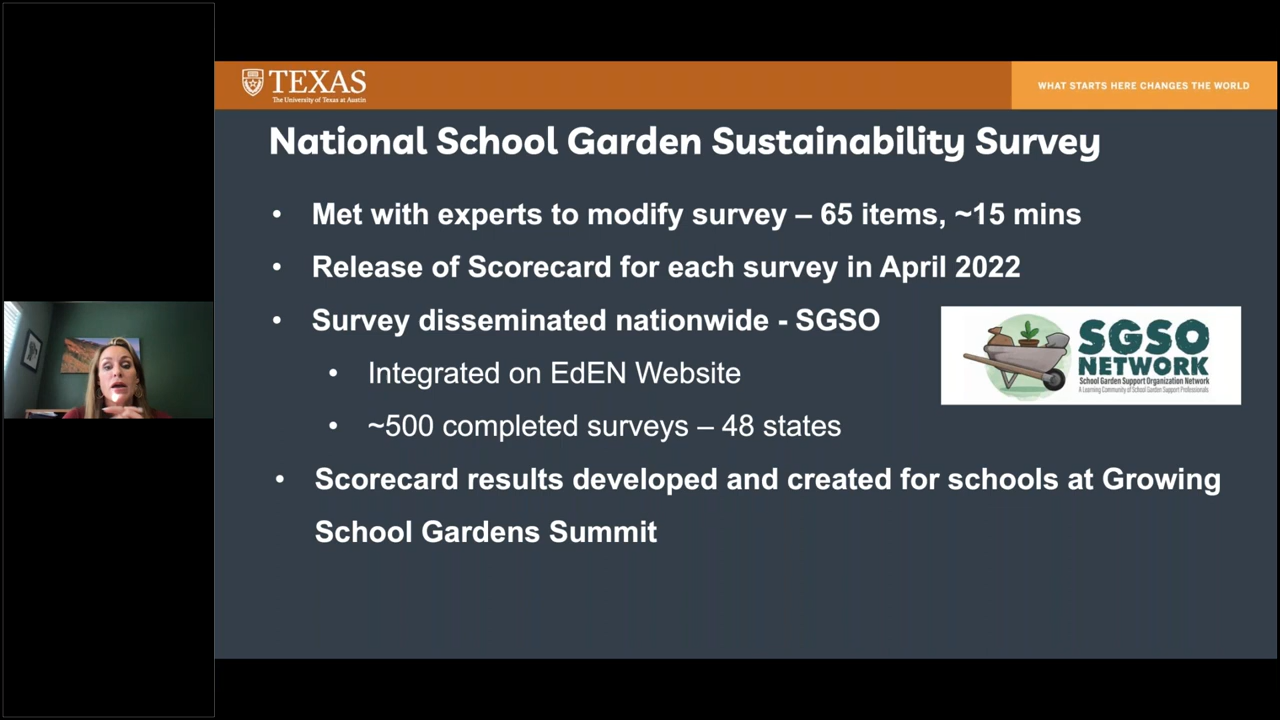 TEXAS
The University of Texas at Austin
WHAT STARTS HERE CHANGES THE WORLD
National School Garden Sustainability Survey
• Met with experts to modify survey – 65 items, ~15 mins
• Release of Scorecard for each survey in April 2022
• Survey disseminated nationwide - SGSO
• Integrated on EdEN Website
• ~500 completed surveys – 48 states
SGSO
NETWORK
School Garden Support Organization Network
A Learning Community of School Garden Support Professionals
• Scorecard results developed and created for schools at Growing
School Gardens Summit